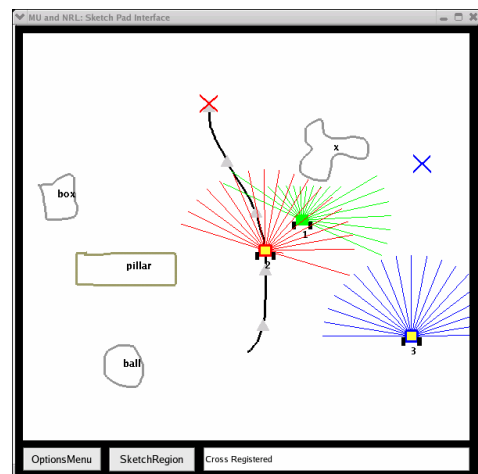 MU and NRL: Sketch Pad Interface
x
box
1
pillar
2
3
ball
OptionsMenu
SketchRegion
Cross Registered